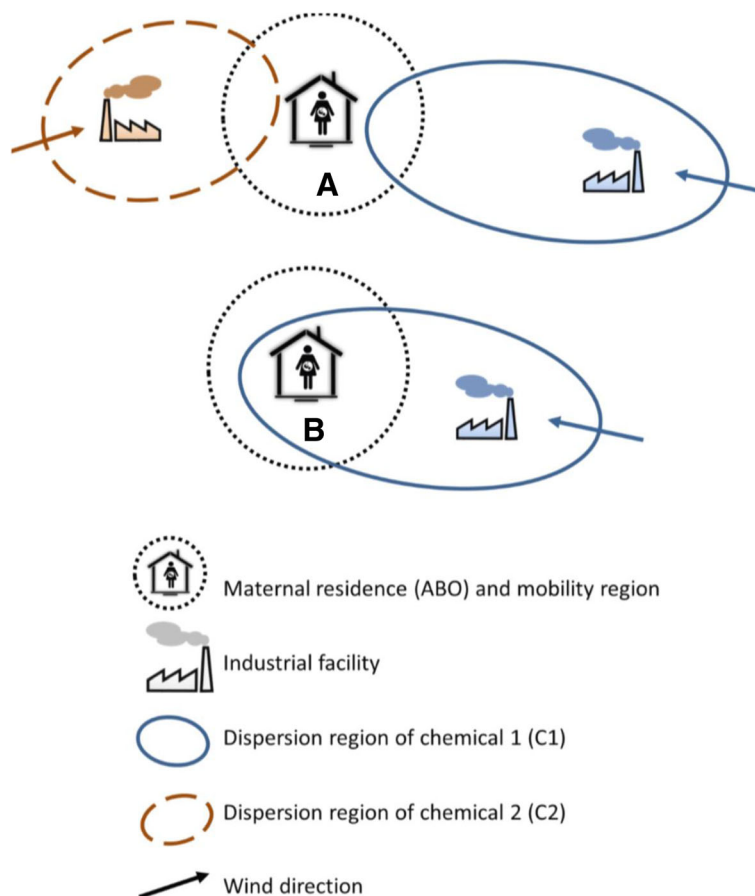 A
B
Maternal residence (ABO) and mobility region
Industrial facility
Dispersion region of chemical 1 (C1)
Dispersion region of chemical 2 (C2)
Wind direction